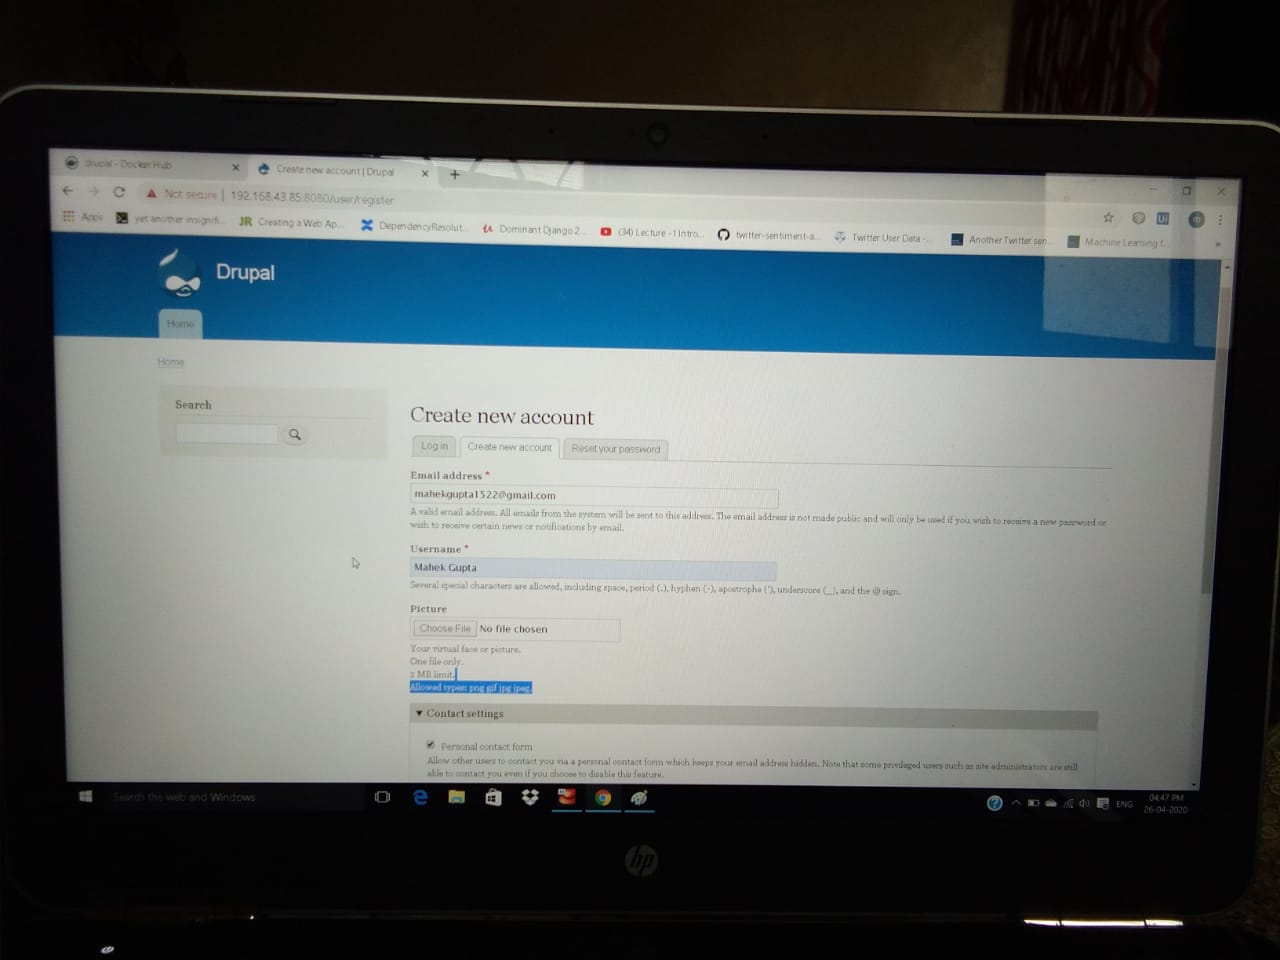 drupal - Docker Hub
Create new account | Drupal
Not secure | 192.168.43.85:8080/user/register
Apps
yet another insignifi...
JR Creating a Web Ap...
DependencyResolut...
Dominant Django 2...
(34) Lecture -1 Intro...
twitter-sentiment-a...
Twitter User Data -...
Another Twitter sen...
Machine Learning f...
Drupal
Home
Home
Search
Create new account
Log in
Create new account
Reset your password
Email address *
mahekgupta1522@gmail.com
A valid email address. All emails from the system will be sent to this address. The email address is not made public and will only be used if you wish to receive a new password or
wish to receive certain news or notifications by email.
Username *
Mahek Gupta
Several special characters are allowed, including space, period (.), hyphen (-), apostrophe ('), underscore (_), and the @ sign.
Picture
Choose File No file chosen
Your virtual face or picture.
One file only.
2 MB limit.
Allowed types: png gif jpg jpeg.
Contact settings
Personal contact form
Allow other users to contact you via a personal contact form which keeps your email address hidden. Note that some privileged users such as site administrators are still
able to contact you even if you choose to disable this feature.
Search the web and Windows
ENG
04:47 PM
26-04-2020
hp